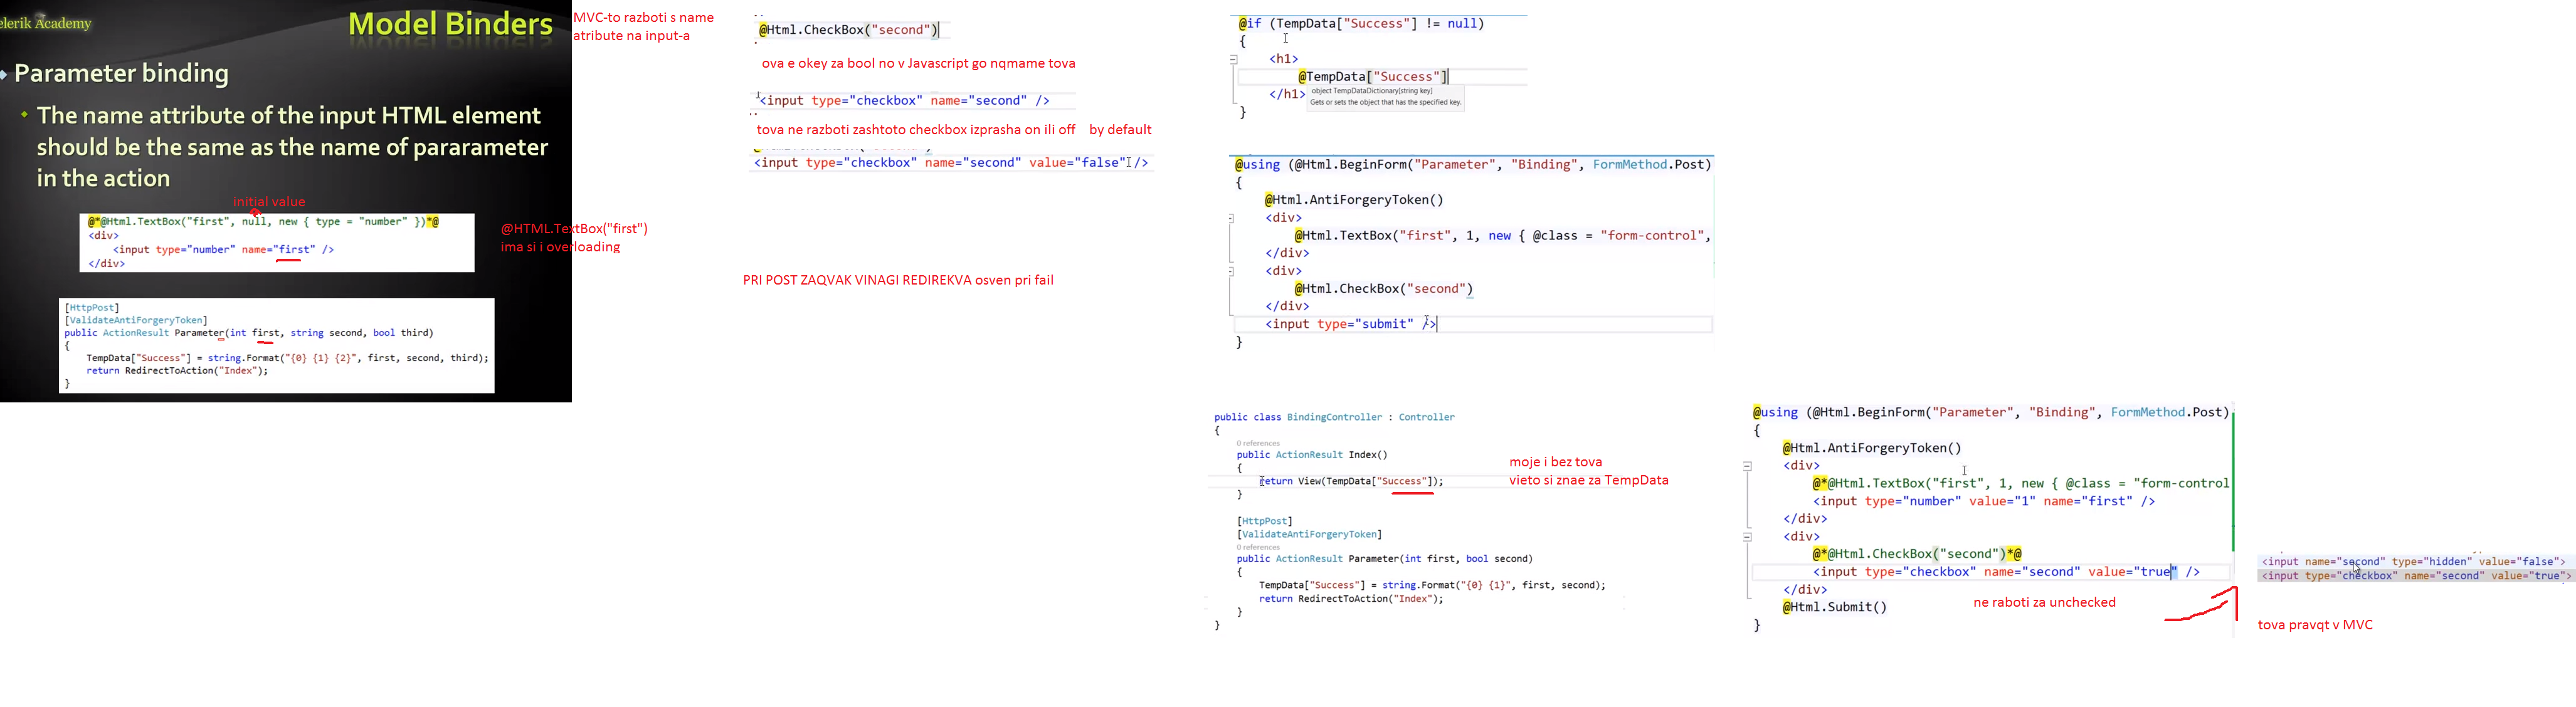 elerik Academy
Model Binders
Parameter binding
The name attribute of the input HTML element
should be the same as the name of pararameter
in the action
initial value
@*@Html.TextBox("first", null, new { type = "number" })*@
<div>
<input type="number" name="first" />
</div>
[HttpPost]
[ValidateAntiForgeryToken]
public ActionResult Parameter(int first, string second, bool third)
{
TempData["Success"] = string.Format("{0} {1} {2}", first, second, third);
return RedirectToAction("Index");
}
MVC-to razboti s name
atribute na input-a
@HTML.TextBox("first")
ima si i overloading
@Html.CheckBox("second")
ova e okey za bool no v Javascript go nqmame tova
<input type="checkbox" name="second" />
tova ne razboti zashtoto checkbox izprasha on ili off by default
<input type="checkbox" name="second" value="false" />
PRI POST ZAQVAK VINAGI REDIREKVA osven pri fail
@if (TempData["Success"] != null)
{
<h1>
@TempData["Success"]
</h1>
object TempDataDictionary[string key]
Gets or sets the object that has the specified key.
}
@using (@Html.BeginForm("Parameter", "Binding", FormMethod.Post)
{
@Html.AntiForgeryToken()
<div>
@Html.TextBox("first", 1, new { @class = "form-control",
</div>
<div>
@Html.CheckBox("second")
</div>
<input type="submit" />
}
public class BindingController : Controller
{
0 references
public ActionResult Index()
{
return View(TempData["Success"]);
}
[HttpPost]
[ValidateAntiForgeryToken]
0 references
public ActionResult Parameter(int first, bool second)
{
TempData["Success"] = string.Format("{0} {1}", first, second);
return RedirectToAction("Index");
}
}
moje i bez tova
vieto si znae za TempData
@using (@Html.BeginForm("Parameter", "Binding", FormMethod.Post)
{
@Html.AntiForgeryToken()
<div>
@*@Html.TextBox("first", 1, new { @class = "form-control
<input type="number" value="1" name="first" />
</div>
<div>
@*@Html.CheckBox("second")*@
<input type="checkbox" name="second" value="true" />
</div>
@Html.Submit()
}
ne raboti za unchecked
<input name="second" type="hidden" value="false">
<input type="checkbox" name="second" value="true">
tova pravqt v MVC